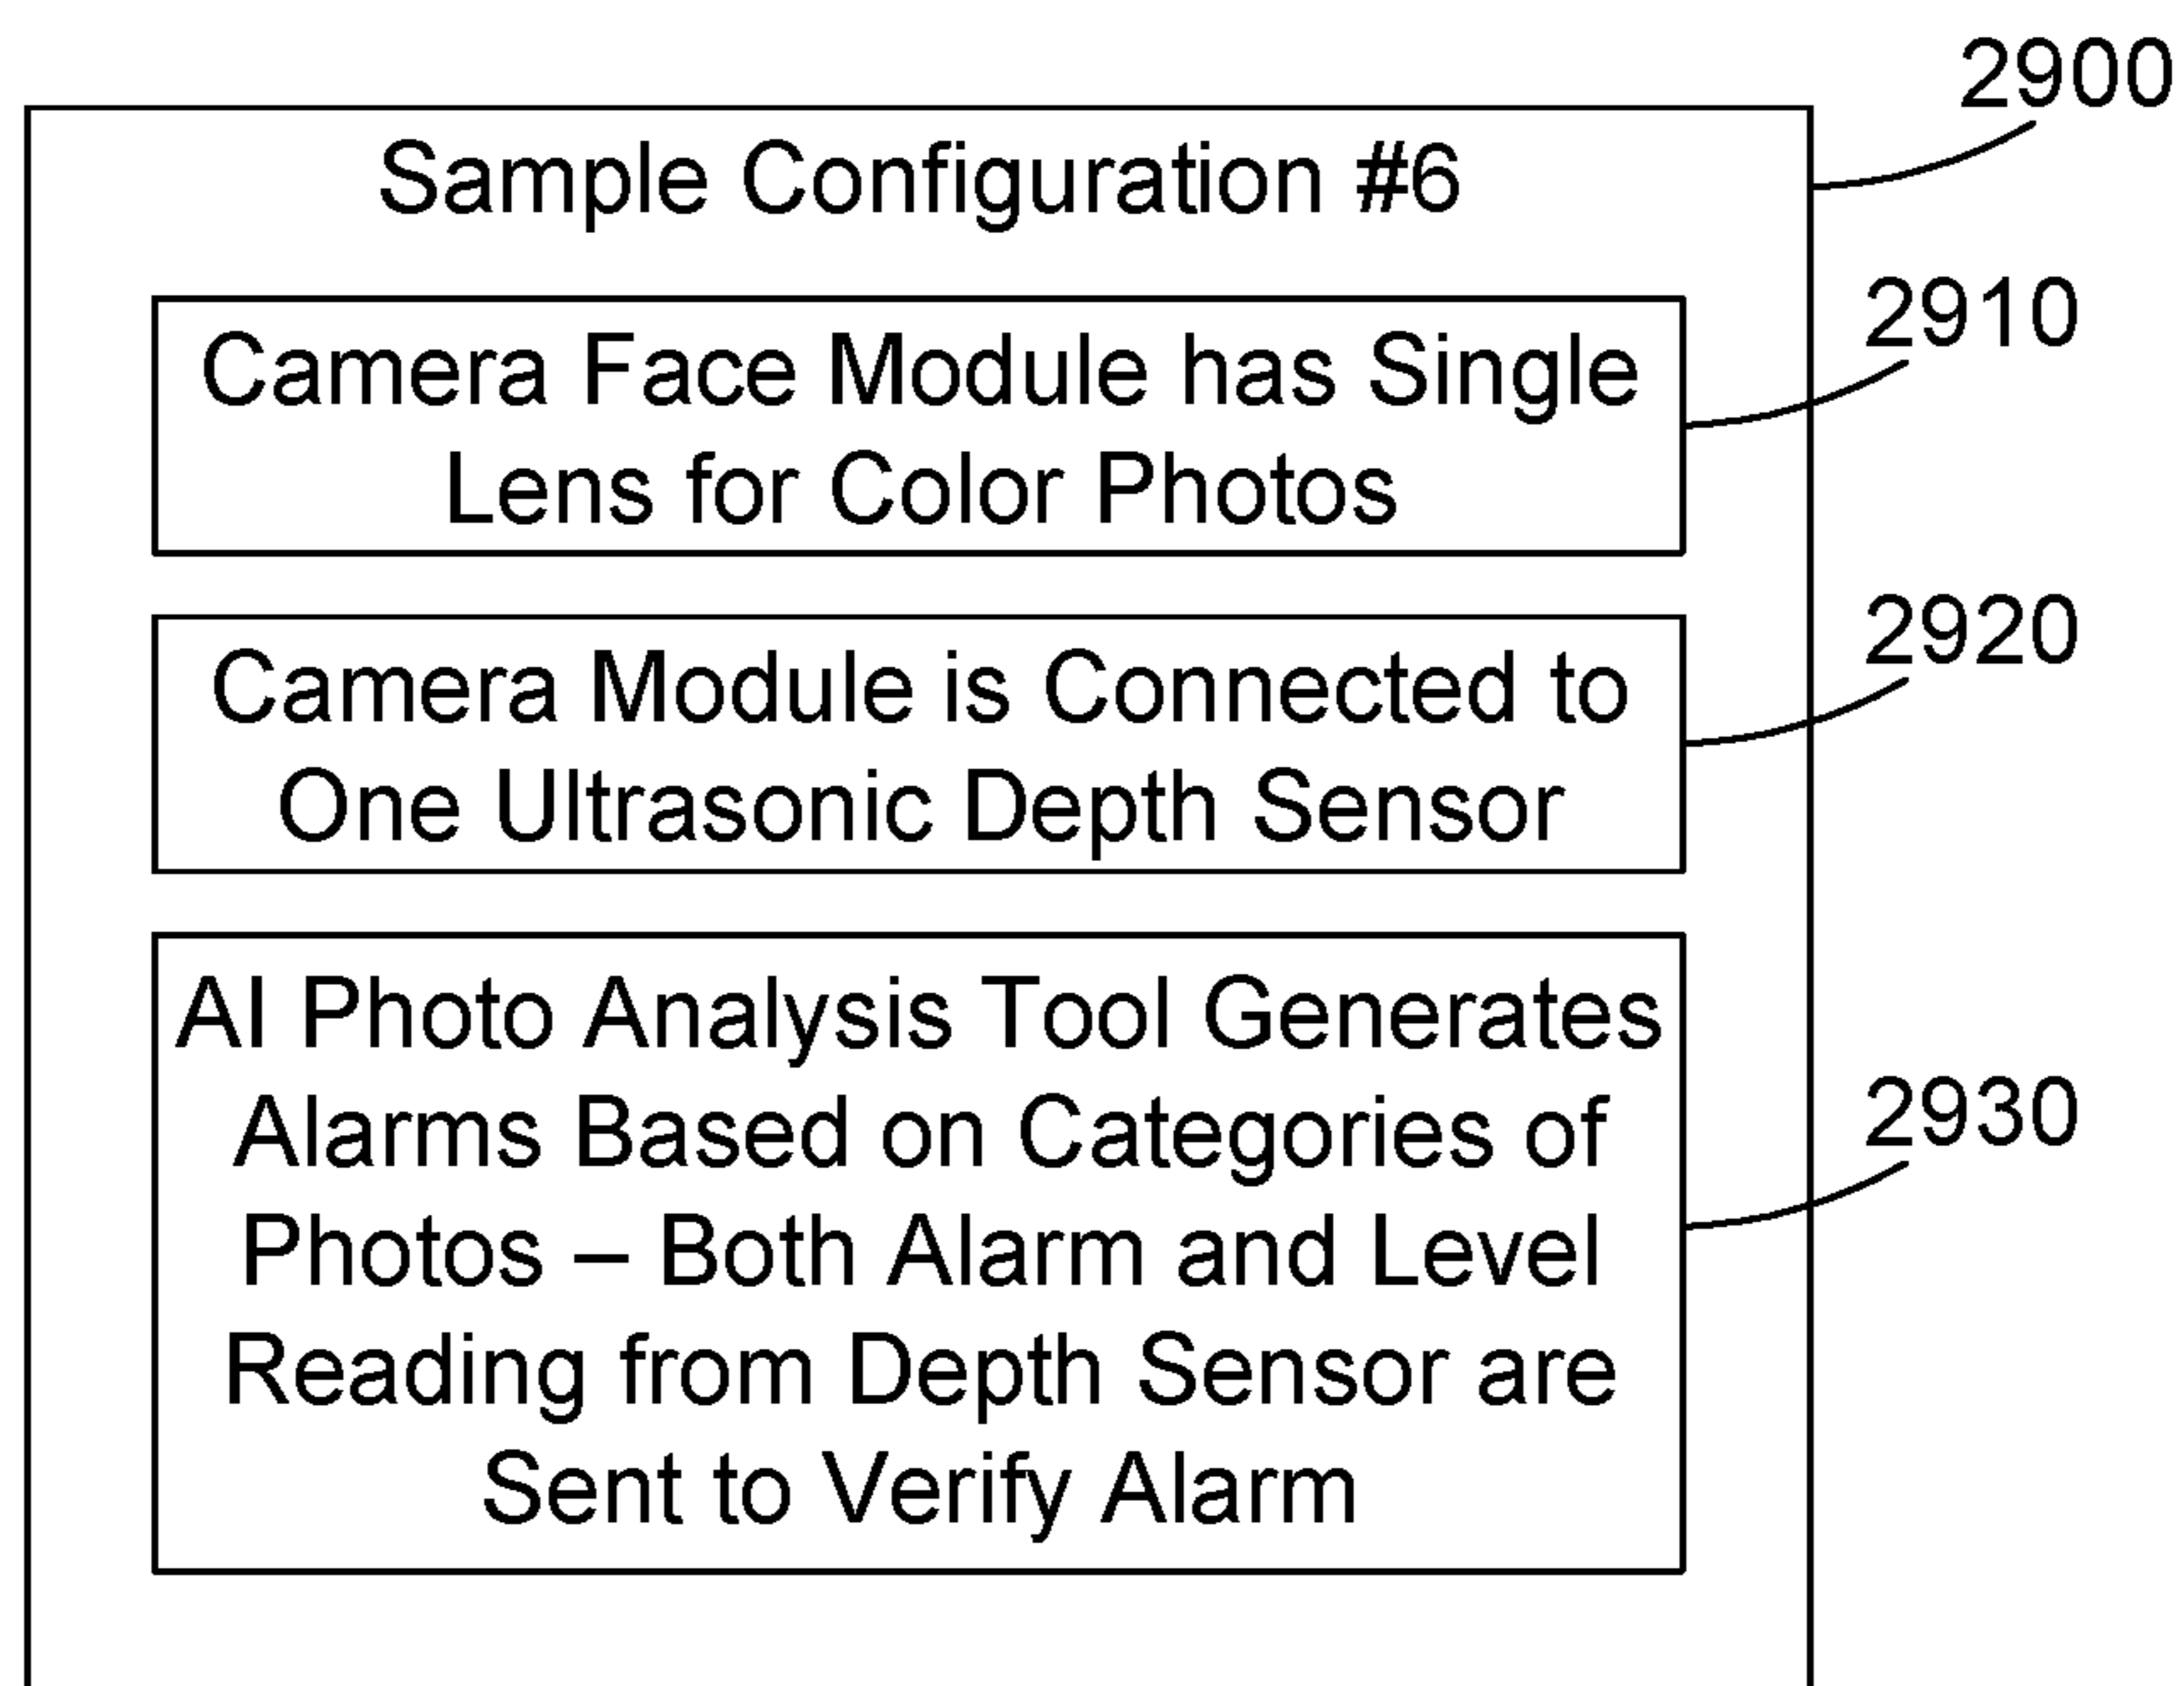 2900
Sample Configuration #6
2910
Camera Face Module has Single
Lens for Color Photos
2920
Camera Module is Connected to
One Ultrasonic Depth Sensor
2930
AI Photo Analysis Tool Generates
Alarms Based on Categories of
Photos – Both Alarm and Level
Reading from Depth Sensor are
Sent to Verify Alarm